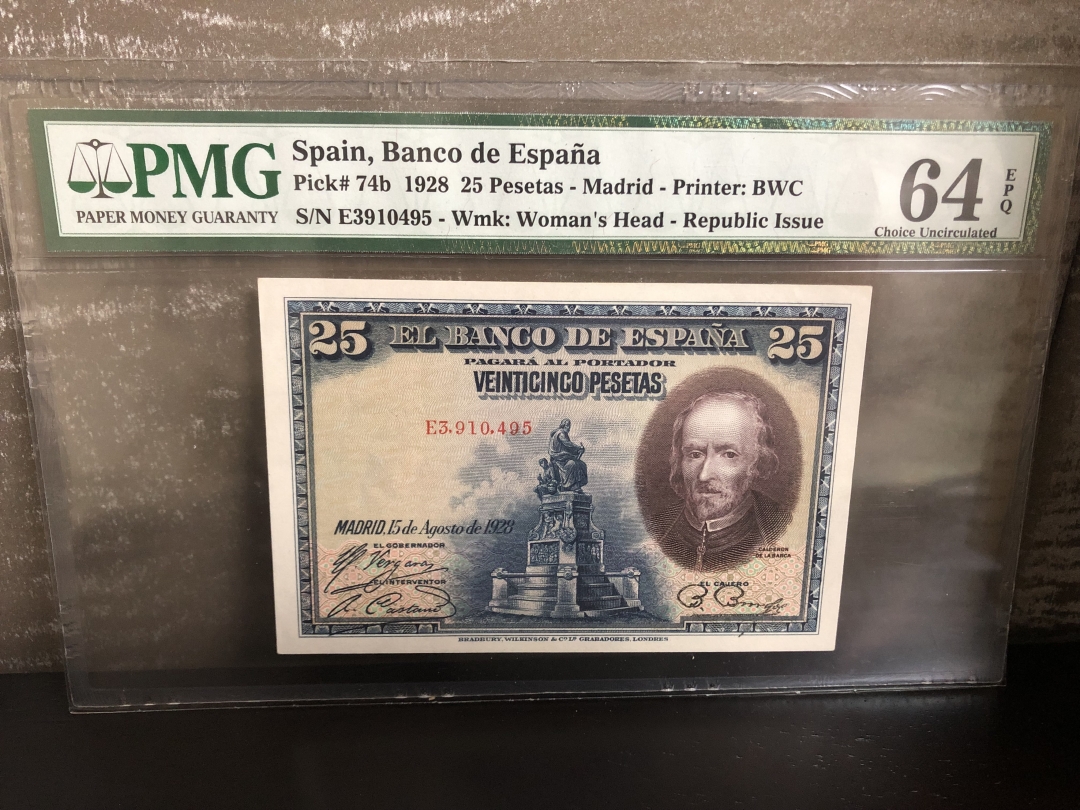 PMG
PAPER MONEY GUARANTY
Spain, Banco de España
Pick# 74b 1928 25 Pesetas - Madrid - Printer: BWC
S/N E3910495 - Wmk: Woman's Head - Republic Issue
64
EPQ
Choice Uncirculated
25 EL BANCO DE ESPAÑA 25
PAGARÁ AL PORTADOR
VEINTICINCO PESETAS
E3.910.495
MADRID, 15 de Agosto de 1928
EL GOBERNADOR
EL INTERVENTOR
CALDERON
DE LA BARCA
EL CAJERO
BRADBURY, WILKINSON & Cº Lᵈ GRABADORES. LONDRES